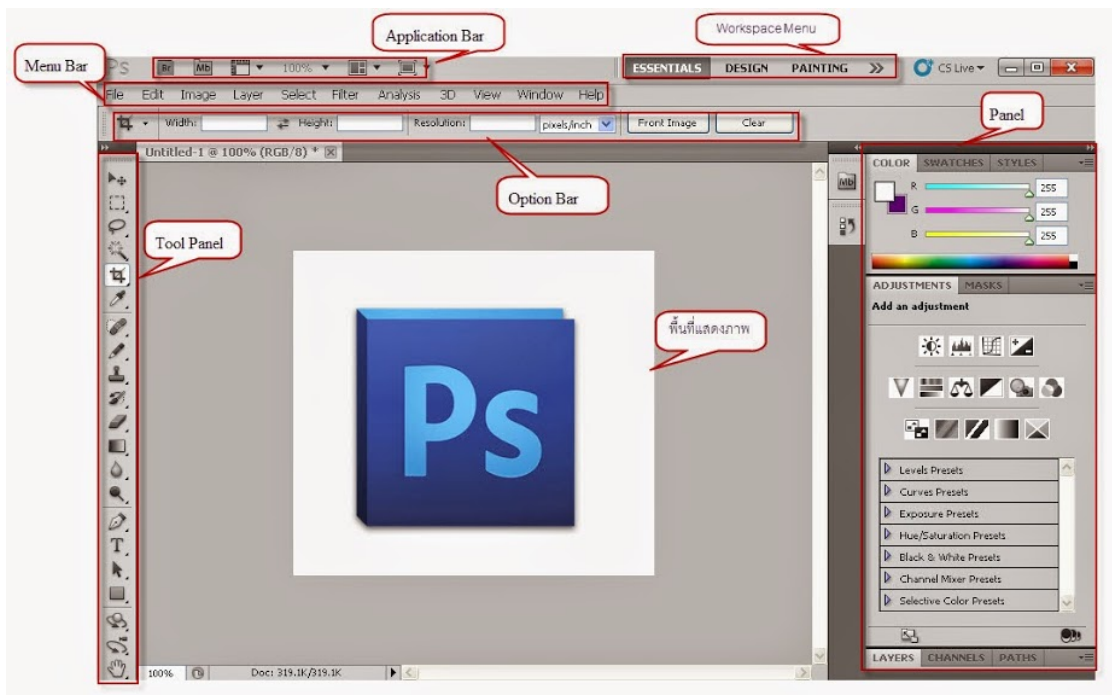 Application Bar
Workspace Menu
Menu Bar
Ps Br Mb 100% ESSENTIALS DESIGN PAINTING >> CS Live
File Edit Image Layer Select Filter Analysis 3D View Window Help
Panel
Width: Height: Resolution: pixels/inch Front Image Clear
Untitled-1 @ 100% (RGB/8) *
Option Bar
Tool Panel
พื้นที่แสดงภาพ
Ps
T
Mb
COLOR SWATCHES STYLES
R 255
G 255
B 255
ADJUSTMENTS MASKS
Add an adjustment
Levels Presets
Curves Presets
Exposure Presets
Hue/Saturation Presets
Black & White Presets
Channel Mixer Presets
Selective Color Presets
LAYERS CHANNELS PATHS
100% Doc: 319.1K/319.1K